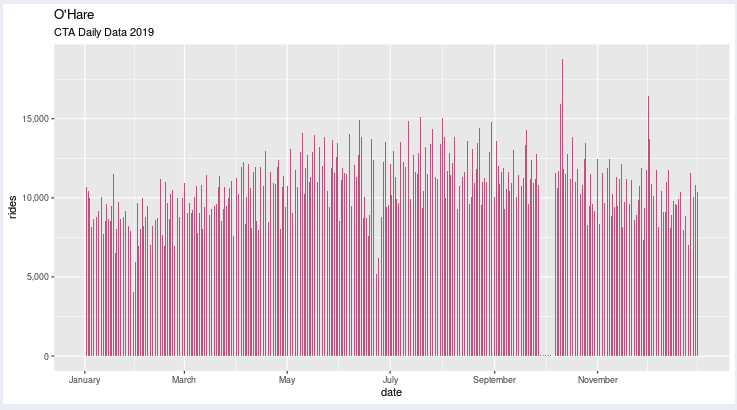 O'Hare
CTA Daily Data 2019
15,000
10,000
5,000
0
rides
January March May July September November
date